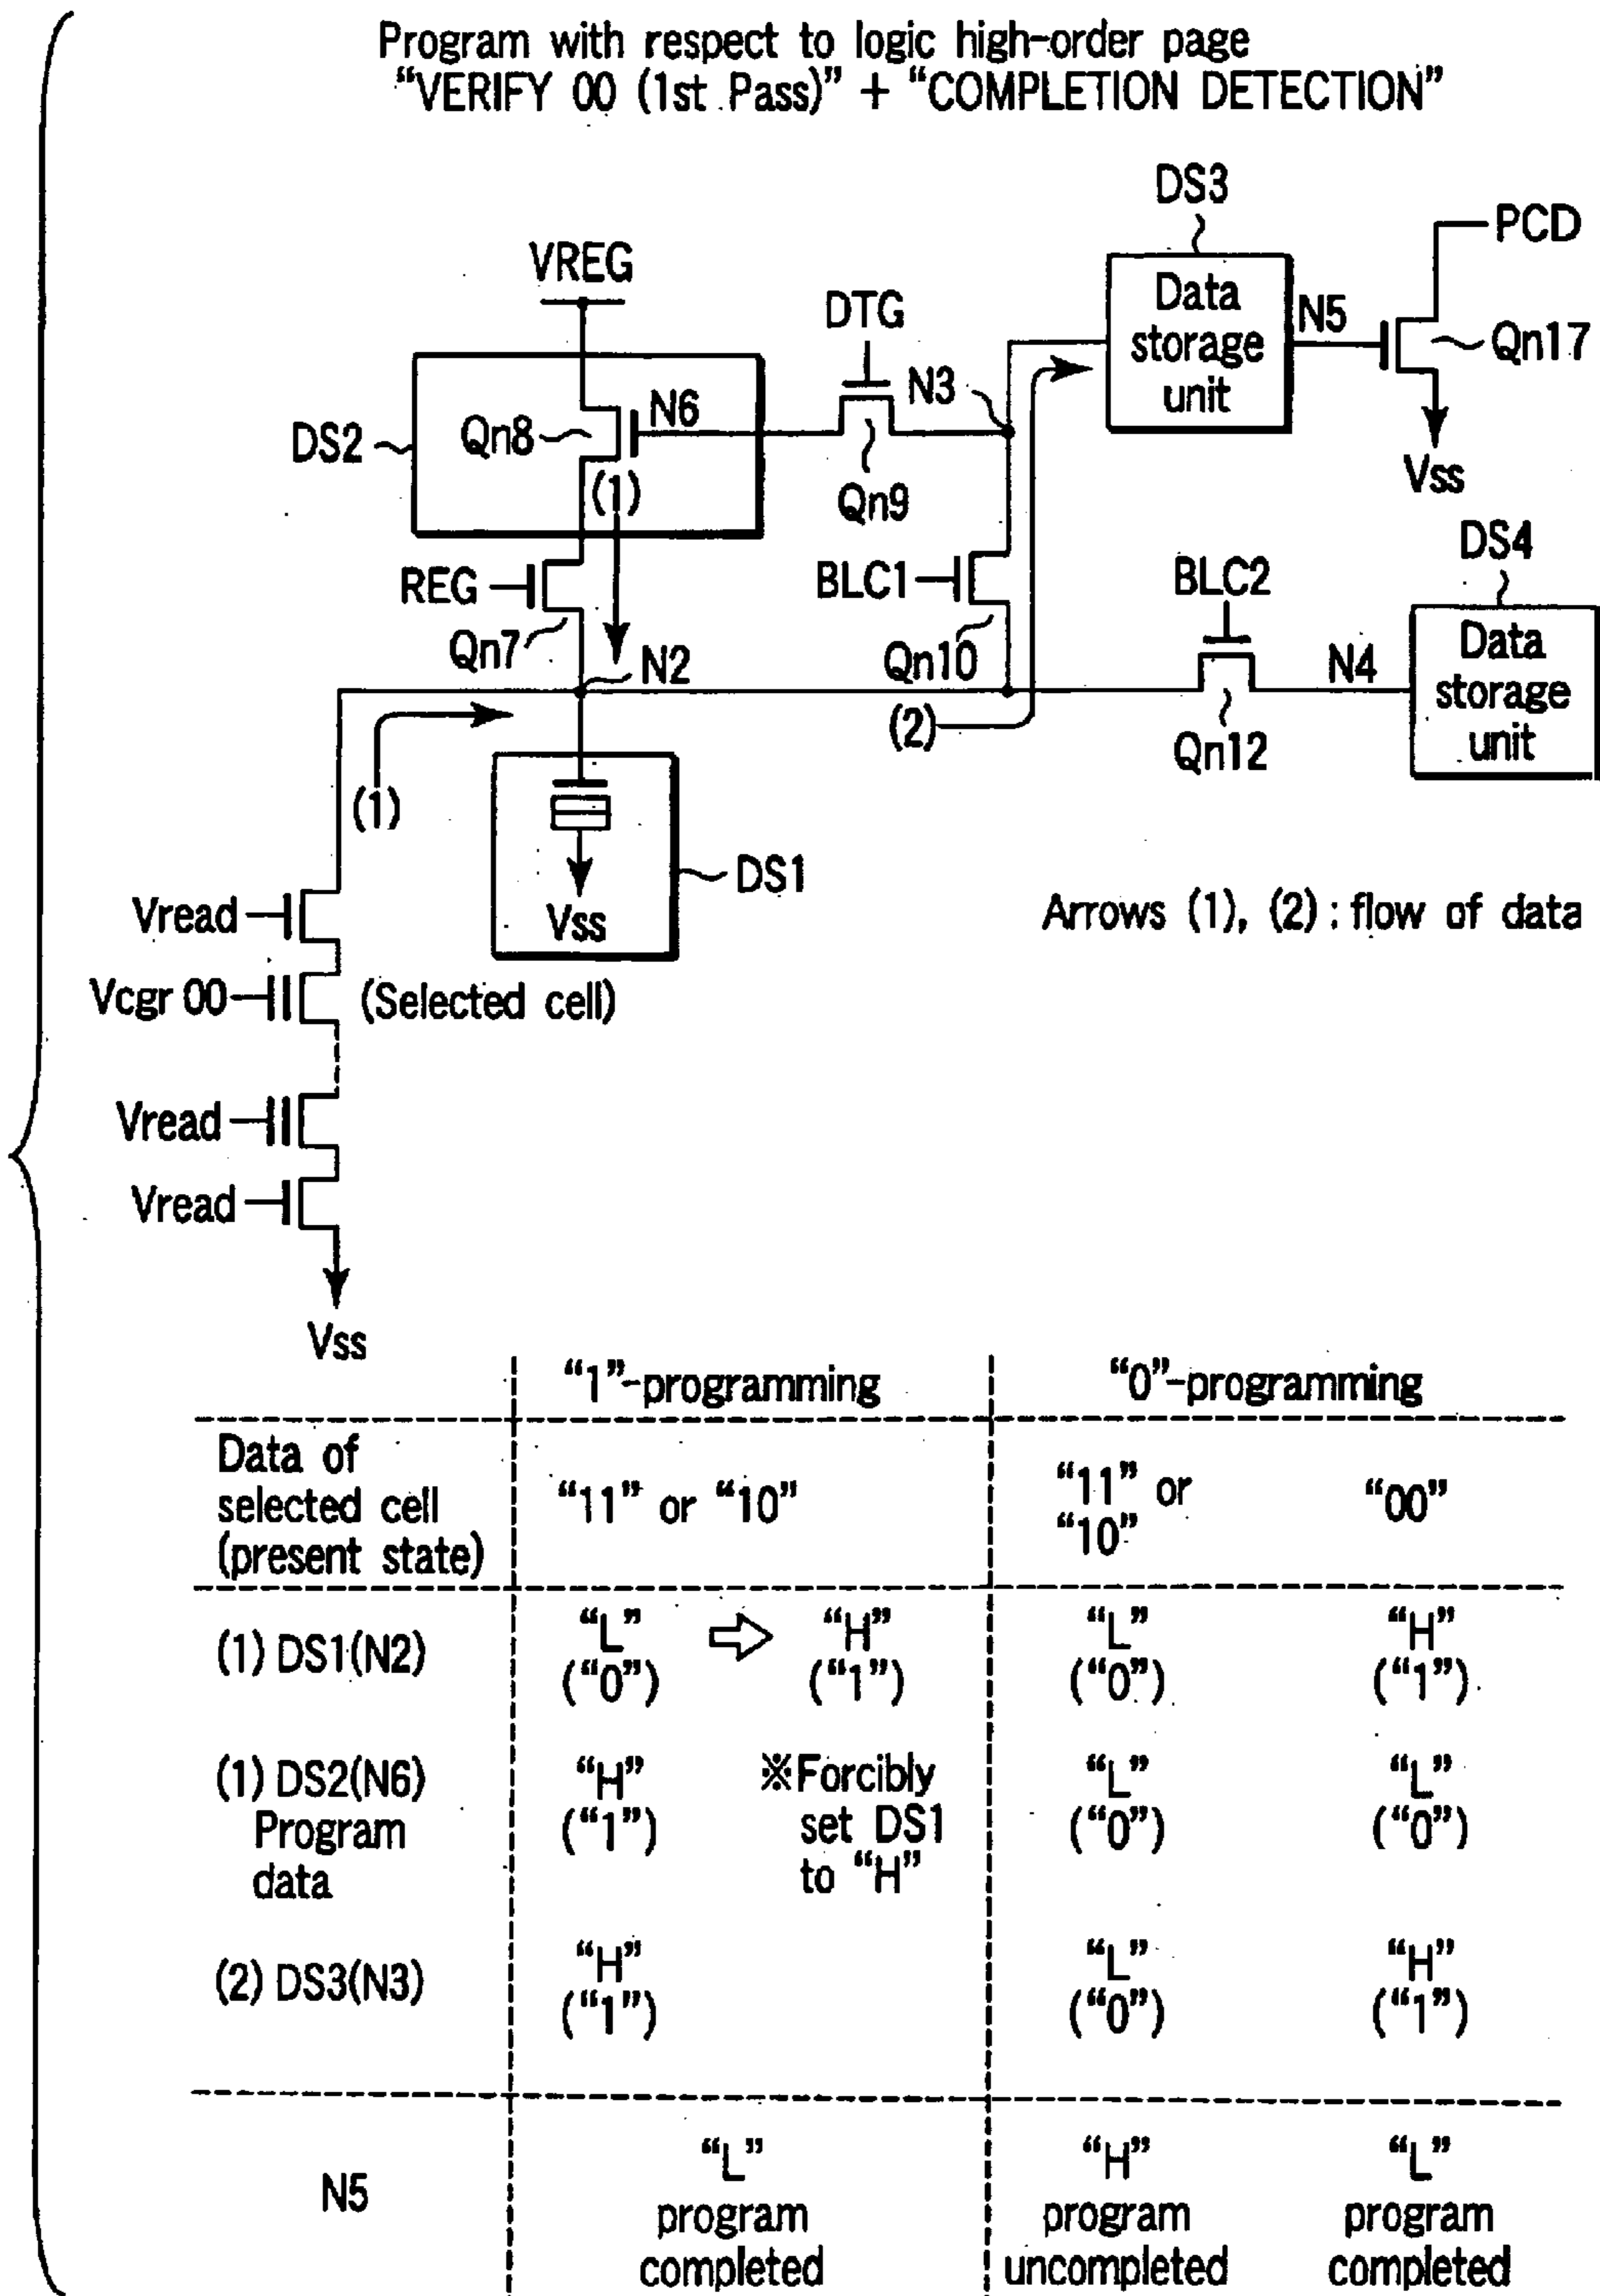 Program with respect to logic high-order page
“VERIFY 00 (1st Pass)” + “COMPLETION DETECTION”
DS3
PCD
VREG
DTG
Data
storage
unit
N5
Qn17
N3
N6
DS2
Qn8
(1)
Qn9
Vss
DS4
REG
BLC1
BLC2
Qn7
N2
Qn10
N4
Data
storage
unit
(2)
Qn12
(1)
DS1
Vss
Arrows (1), (2) : flow of data
Vread
Vcgr 00
(Selected cell)
Vread
Vread
Vss
“1”-programming
“0”-programming
Data of
selected cell
(present state)
“11” or “10”
“11” or
“10”
“00”
(1) DS1(N2)
“L” ⇨ “H”
“L”
“H”
(“0”)
(“1”)
(“0”)
(“1”)
(1) DS2(N6)
Program
data
“H”
(“1”)
※Forcibly
set DS1
to “H”
“L”
(“0”)
“L”
(“0”)
(2) DS3(N3)
“H”
(“1”)
“L”
(“0”)
“H”
(“1”)
N5
“L”
program
completed
“H”
program
uncompleted
“L”
program
completed